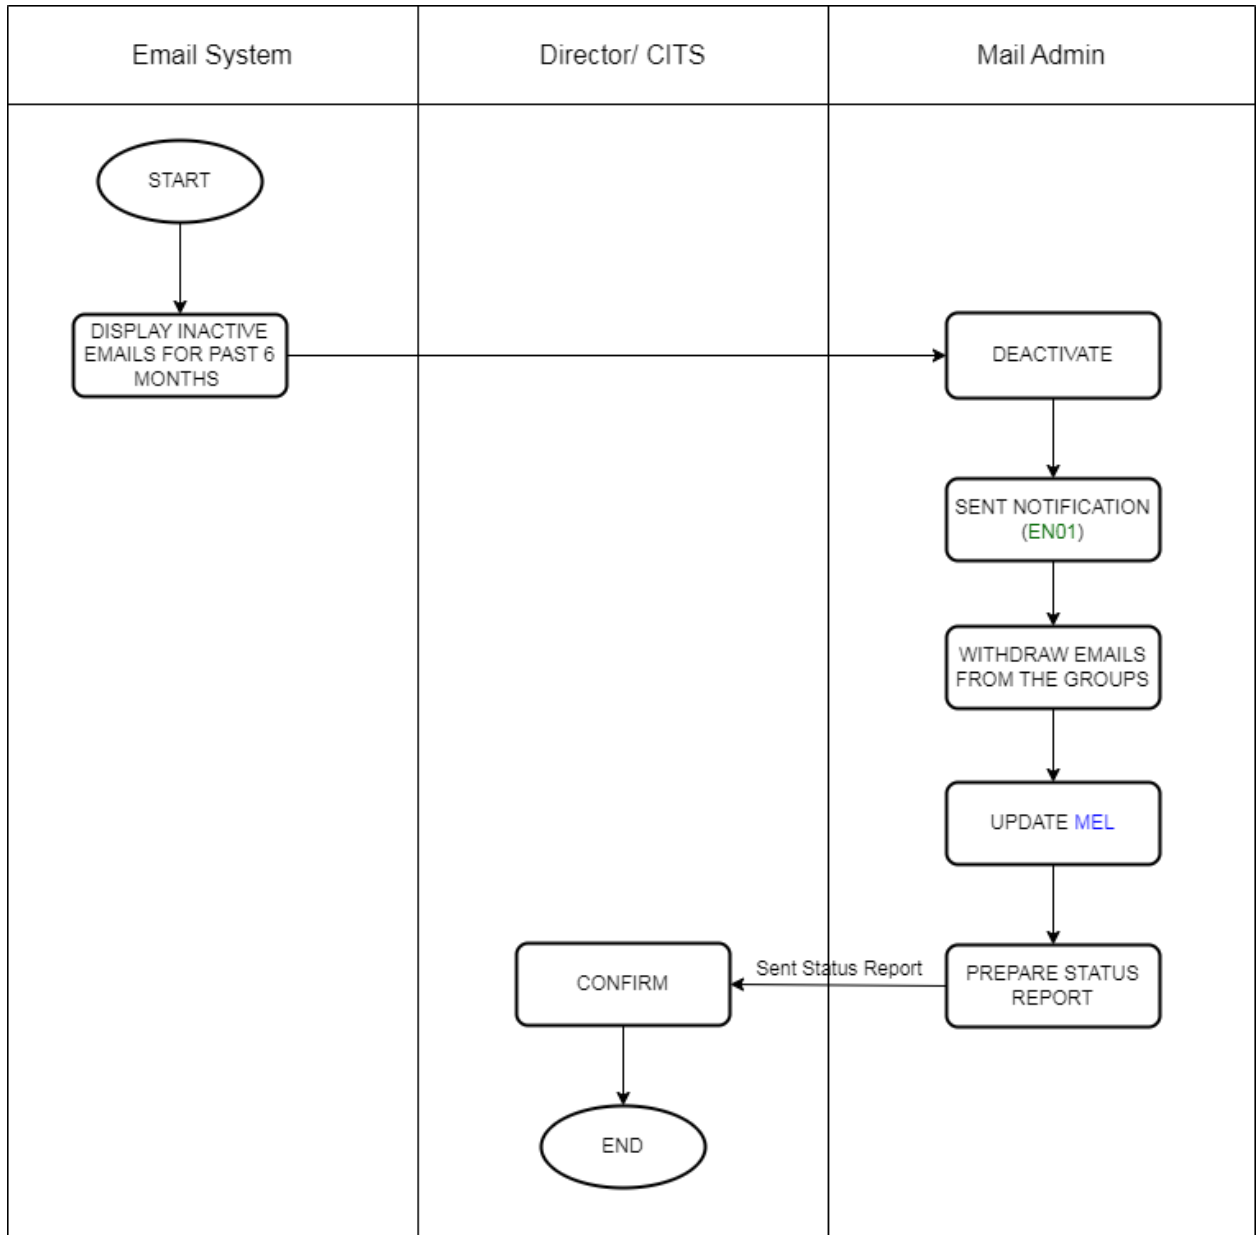 Email System
Director/ CITS
Mail Admin
START
DISPLAY INACTIVE
EMAILS FOR PAST 6
MONTHS
DEACTIVATE
SENT NOTIFICATION
(EN01)
WITHDRAW EMAILS
FROM THE GROUPS
UPDATE MEL
PREPARE STATUS
REPORT
Sent Status Report
CONFIRM
END